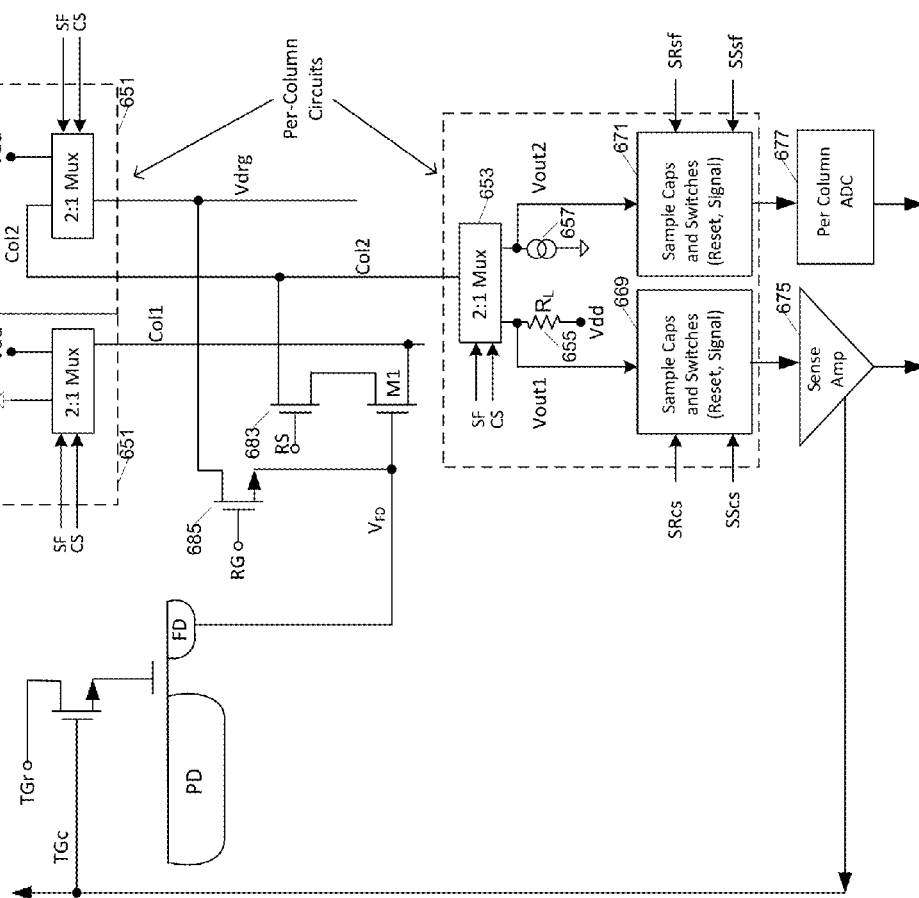 SF
CS
651
2:1 Mux
Col2
Vdrg
Per-Column
Circuits
2:1 Mux
Col1
SF
CS
651
Col2
683
RS
M1
685
RG
VFD
TGr
TGc
FD
PD
653
2:1 Mux
SF
CS
Vout2
657
Vout1
RL
655
Vdd
SRsf
SSsf
671
Sample Caps
and Switches
(Reset, Signal)
677
Per Column
ADC
669
Sample Caps
and Switches
(Reset, Signal)
SRcs
SScs
675
Sense
Amp